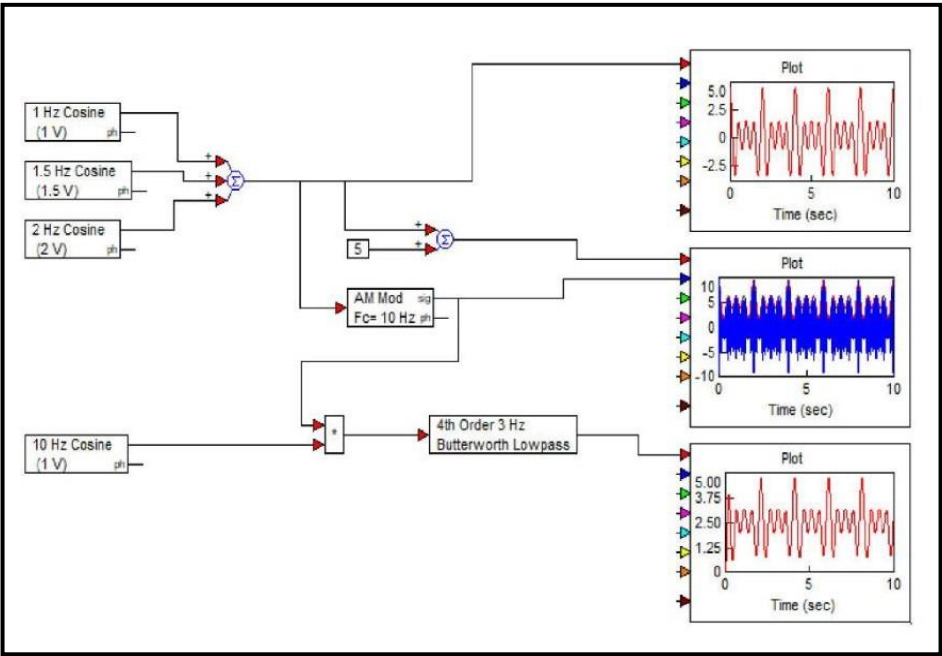 1 Hz Cosine
(1 V) ph
1.5 Hz Cosine
(1.5 V) ph
2 Hz Cosine
(2 V) ph
+
+
+
Σ
5
+
+
Σ
AM Mod sig
Fc= 10 Hz ph
10 Hz Cosine
(1 V) ph
*
4th Order 3 Hz
Butterworth Lowpass
Plot
5.0
2.5
0
-2.5
0 5 10
Time (sec)
Plot
10
5
0
-5
-10
0 5 10
Time (sec)
Plot
5.00
3.75
2.50
1.25
0
0 5 10
Time (sec)